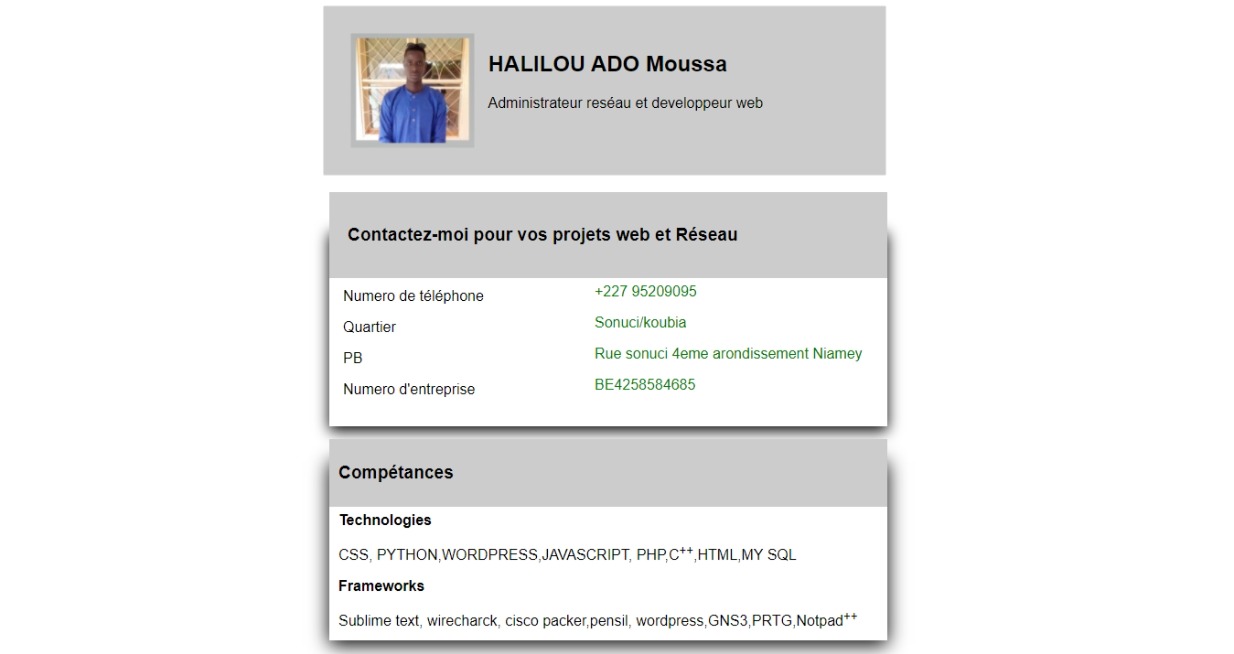 HALILOU ADO Moussa
Administrateur reséau et developpeur web
Contactez-moi pour vos projets web et Réseau
Numero de téléphone +227 95209095
Quartier Sonuci/koubia
PB Rue sonuci 4eme arondissement Niamey
Numero d'entreprise BE4258584685
Compétances
Technologies
CSS, PYTHON,WORDPRESS,JAVASCRIPT, PHP,C++,HTML,MY SQL
Frameworks
Sublime text, wirecharck, cisco packer,pensil, wordpress,GNS3,PRTG,Notpad++